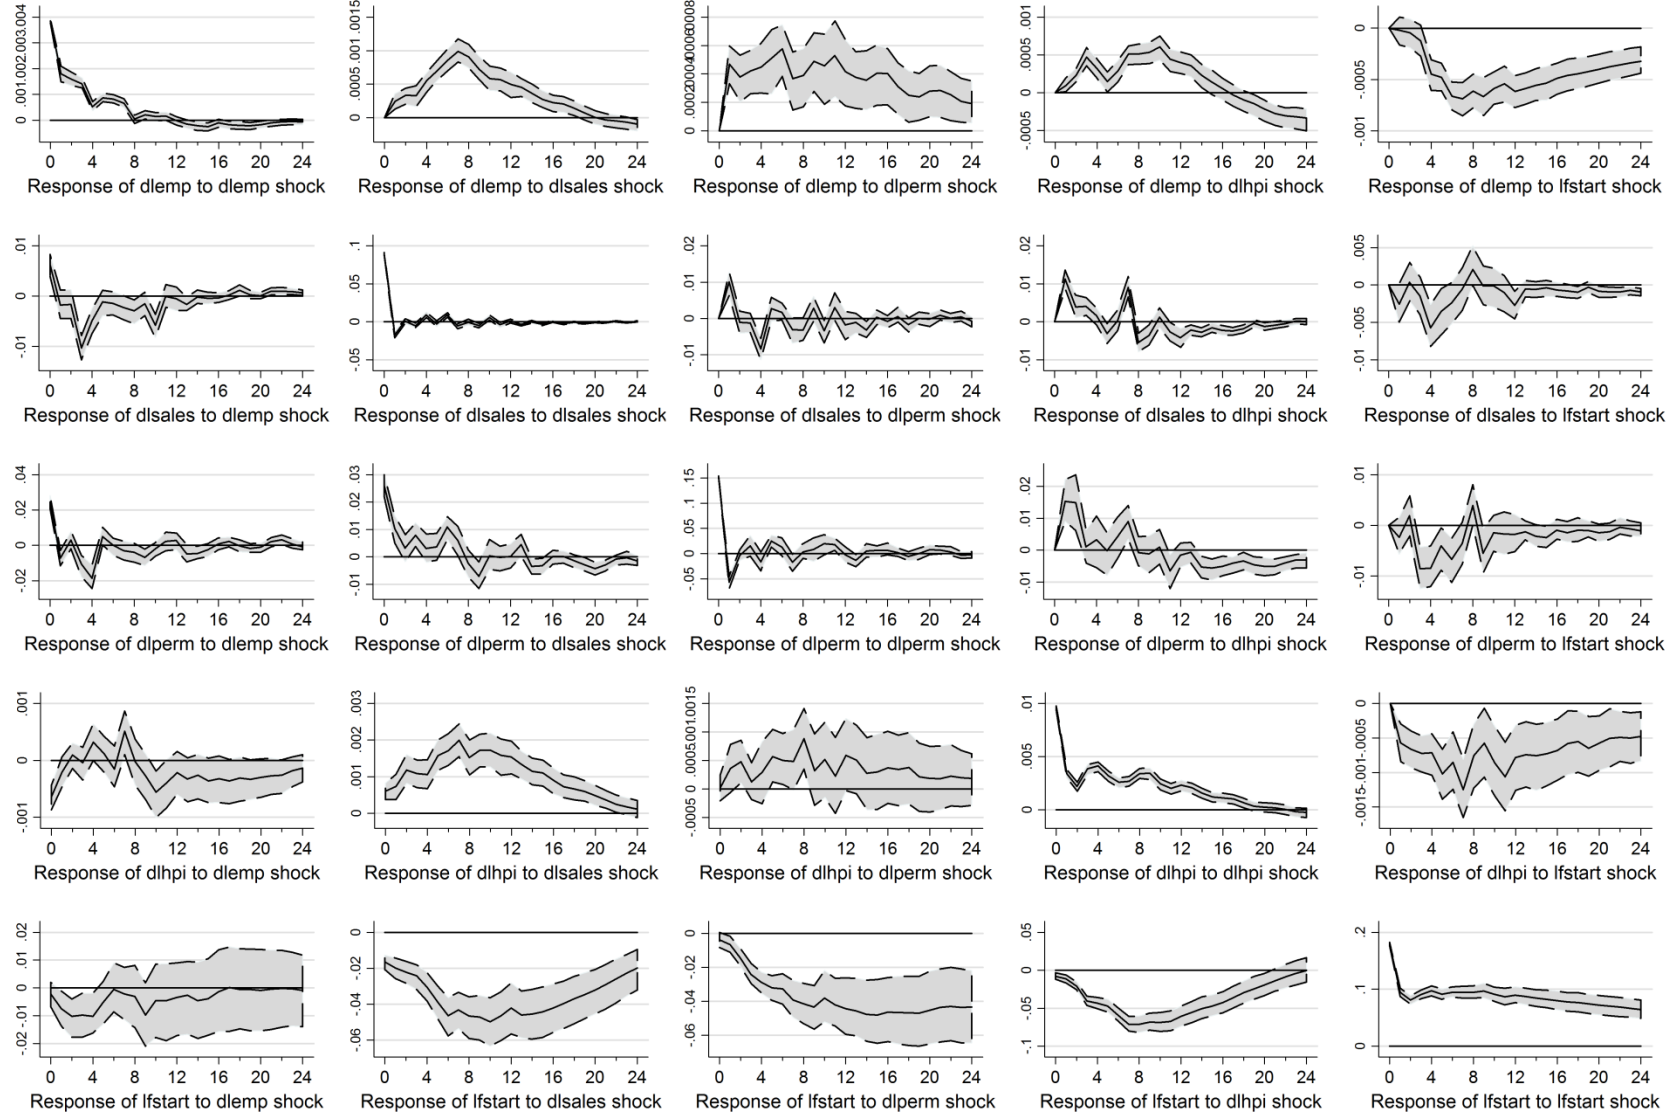 0 .001.002.003.004
0 4 8 12 16 20 24
Response of dlemp to dlemp shock
0 .0005 .001 .0015
0 4 8 12 16 20 24
Response of dlemp to dlsales shock
0 .0002.0004.0006.0008
0 4 8 12 16 20 24
Response of dlemp to dlperm shock
-.0005 0 .0005 .001
0 4 8 12 16 20 24
Response of dlemp to dlhpi shock
-.001 -.0005 0
0 4 8 12 16 20 24
Response of dlemp to lfstart shock
-.01 0 .01
0 4 8 12 16 20 24
Response of dlsales to dlemp shock
-.05 0 .05 .1
0 4 8 12 16 20 24
Response of dlsales to dlsales shock
-.01 0 .01 .02
0 4 8 12 16 20 24
Response of dlsales to dlperm shock
-.01 0 .01 .02
0 4 8 12 16 20 24
Response of dlsales to dlhpi shock
-.01 -.005 0 .005
0 4 8 12 16 20 24
Response of dlsales to lfstart shock
-.02 0 .02 .04
0 4 8 12 16 20 24
Response of dlperm to dlemp shock
-.01 0 .01 .02 .03
0 4 8 12 16 20 24
Response of dlperm to dlsales shock
-.05 0 .05 .1 .15
0 4 8 12 16 20 24
Response of dlperm to dlperm shock
-.01 0 .01 .02
0 4 8 12 16 20 24
Response of dlperm to dlhpi shock
-.01 0 .01
0 4 8 12 16 20 24
Response of dlperm to lfstart shock
-.001 0 .001
0 4 8 12 16 20 24
Response of dlhpi to dlemp shock
0 .001 .002 .003
0 4 8 12 16 20 24
Response of dlhpi to dlsales shock
-.0005 0 .0005.001.0015
0 4 8 12 16 20 24
Response of dlhpi to dlperm shock
0 .005 .01
0 4 8 12 16 20 24
Response of dlhpi to dlhpi shock
-.0015-.001-.0005 0
0 4 8 12 16 20 24
Response of dlhpi to lfstart shock
-.02 -.01 0 .01 .02
0 4 8 12 16 20 24
Response of lfstart to dlemp shock
-.06 -.04 -.02 0
0 4 8 12 16 20 24
Response of lfstart to dlsales shock
-.06 -.04 -.02 0
0 4 8 12 16 20 24
Response of lfstart to dlperm shock
-.1 -.05 0 .05
0 4 8 12 16 20 24
Response of lfstart to dlhpi shock
0 .1 .2
0 4 8 12 16 20 24
Response of lfstart to lfstart shock